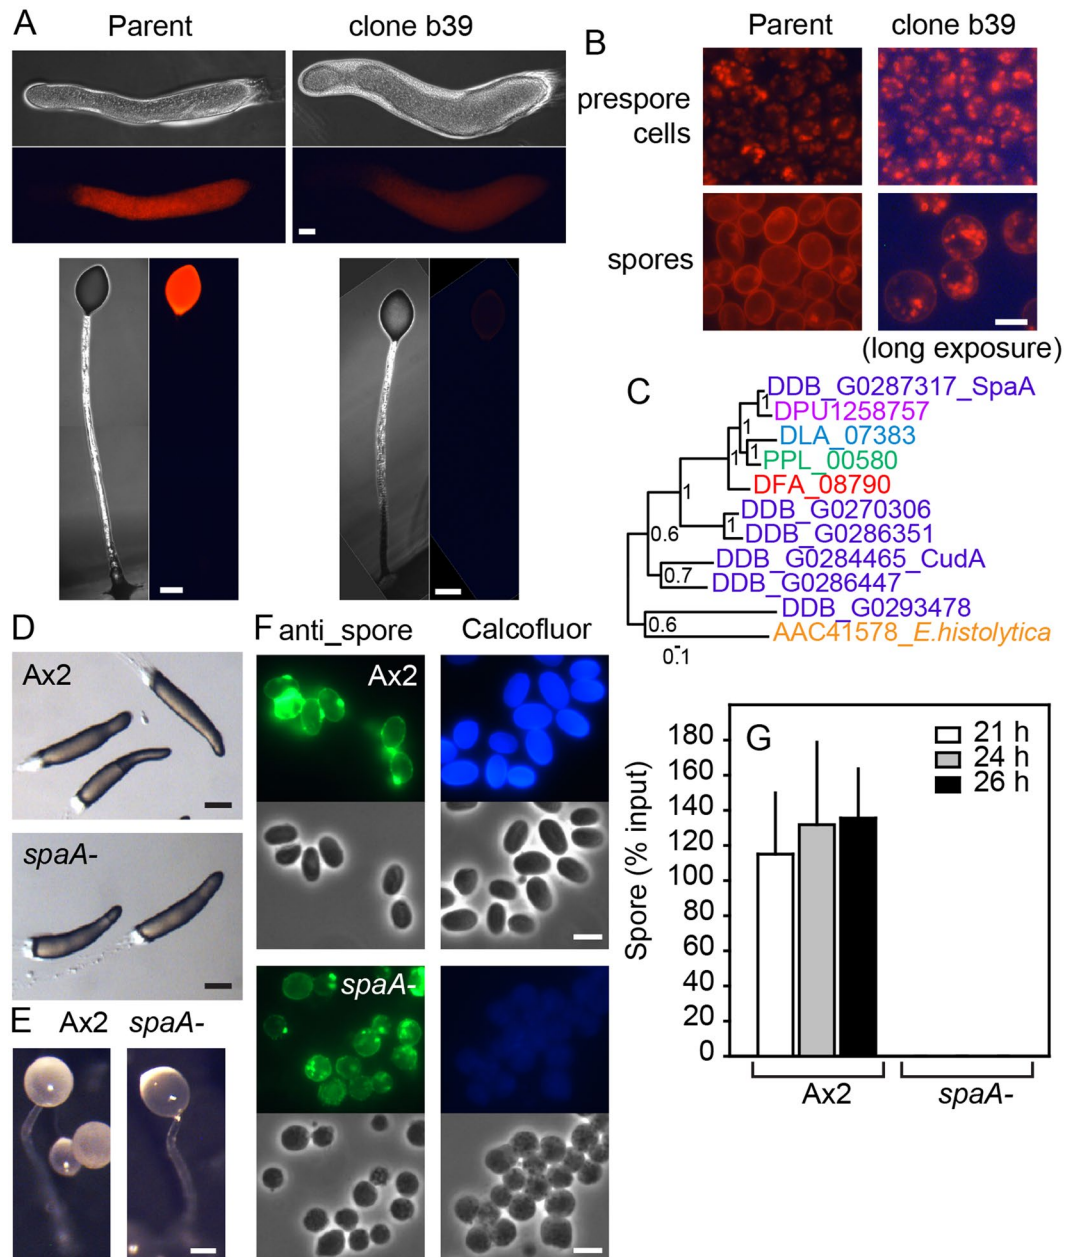 A
Parent
clone b39
B
Parent
clone b39
prespore
cells
spores
(long exposure)
C
DDB_G0287317_SpaA
DPU1258757
DLA_07383
PPL_00580
DFA_08790
DDB_G0270306
DDB_G0286351
DDB_G0284465_CudA
DDB_G0286447
DDB_G0293478
AAC41578_E.histolytica
1
1
1
1
1
1
0.6
0.7
0.6
0.1
D
Ax2
spaA-
E
Ax2
spaA-
F
anti_spore
Calcofluor
Ax2
spaA-
G
21 h
24 h
26 h
Spore (% input)
180
160
140
120
100
80
60
40
20
0
Ax2
spaA-